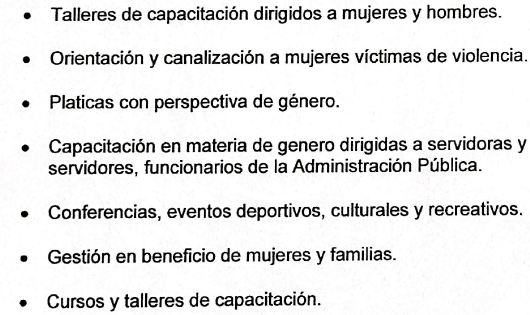 • Talleres de capacitación dirigidos a mujeres y hombres.
• Orientación y canalización a mujeres víctimas de violencia.
• Platicas con perspectiva de género.
• Capacitación en materia de genero dirigidas a servidoras y
servidores, funcionarios de la Administración Pública.
• Conferencias, eventos deportivos, culturales y recreativos.
• Gestión en beneficio de mujeres y familias.
• Cursos y talleres de capacitación.